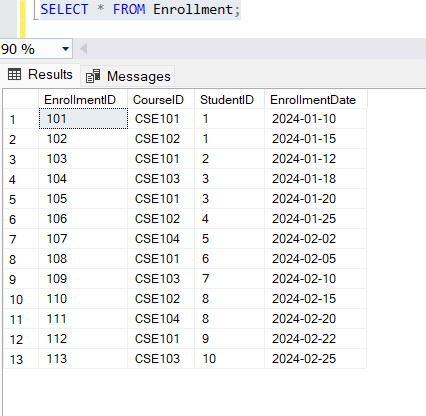 SELECT * FROM Enrollment;
90 %
Results Messages
EnrollmentID CourseID StudentID EnrollmentDate
1 101 CSE101 1 2024-01-10
2 102 CSE102 1 2024-01-15
3 103 CSE101 2 2024-01-12
4 104 CSE103 3 2024-01-18
5 105 CSE101 3 2024-01-20
6 106 CSE102 4 2024-01-25
7 107 CSE104 5 2024-02-02
8 108 CSE101 6 2024-02-05
9 109 CSE103 7 2024-02-10
10 110 CSE102 8 2024-02-15
11 111 CSE104 8 2024-02-20
12 112 CSE101 9 2024-02-22
13 113 CSE103 10 2024-02-25